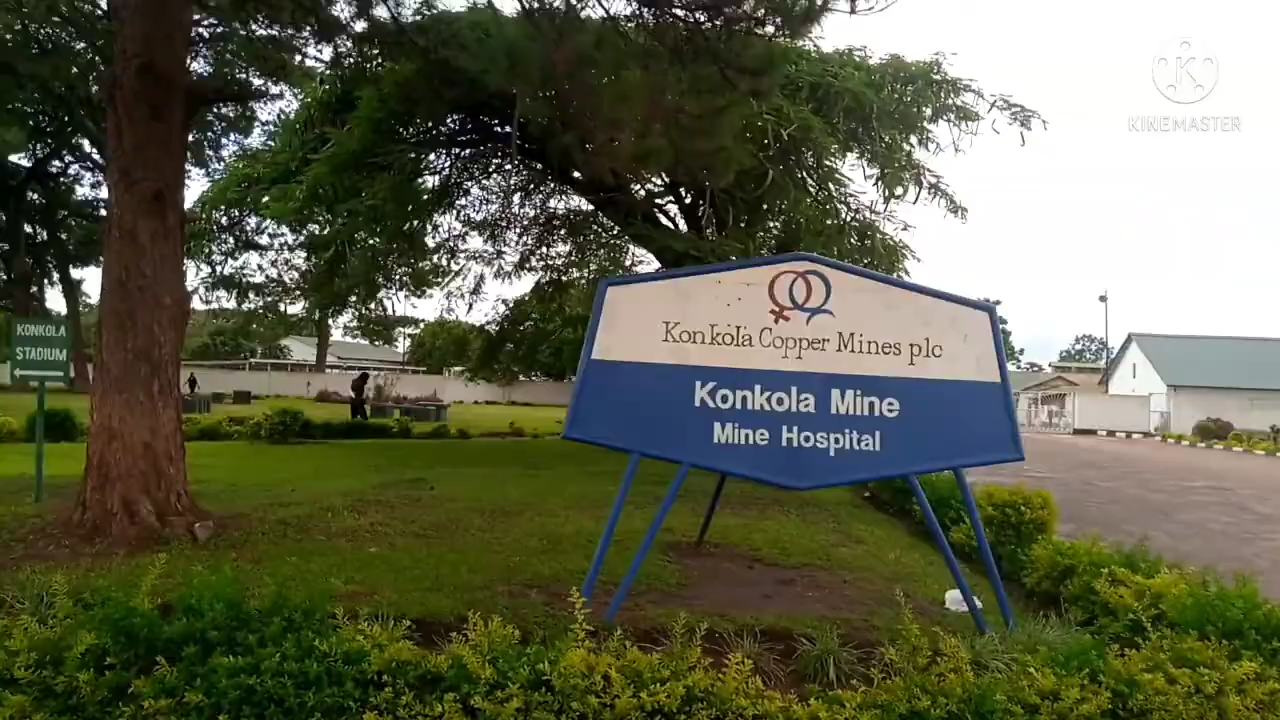 KINEMASTER
KONKOLA
STADIUM
Konkola Copper Mines plc
Konkola Mine
Mine Hospital